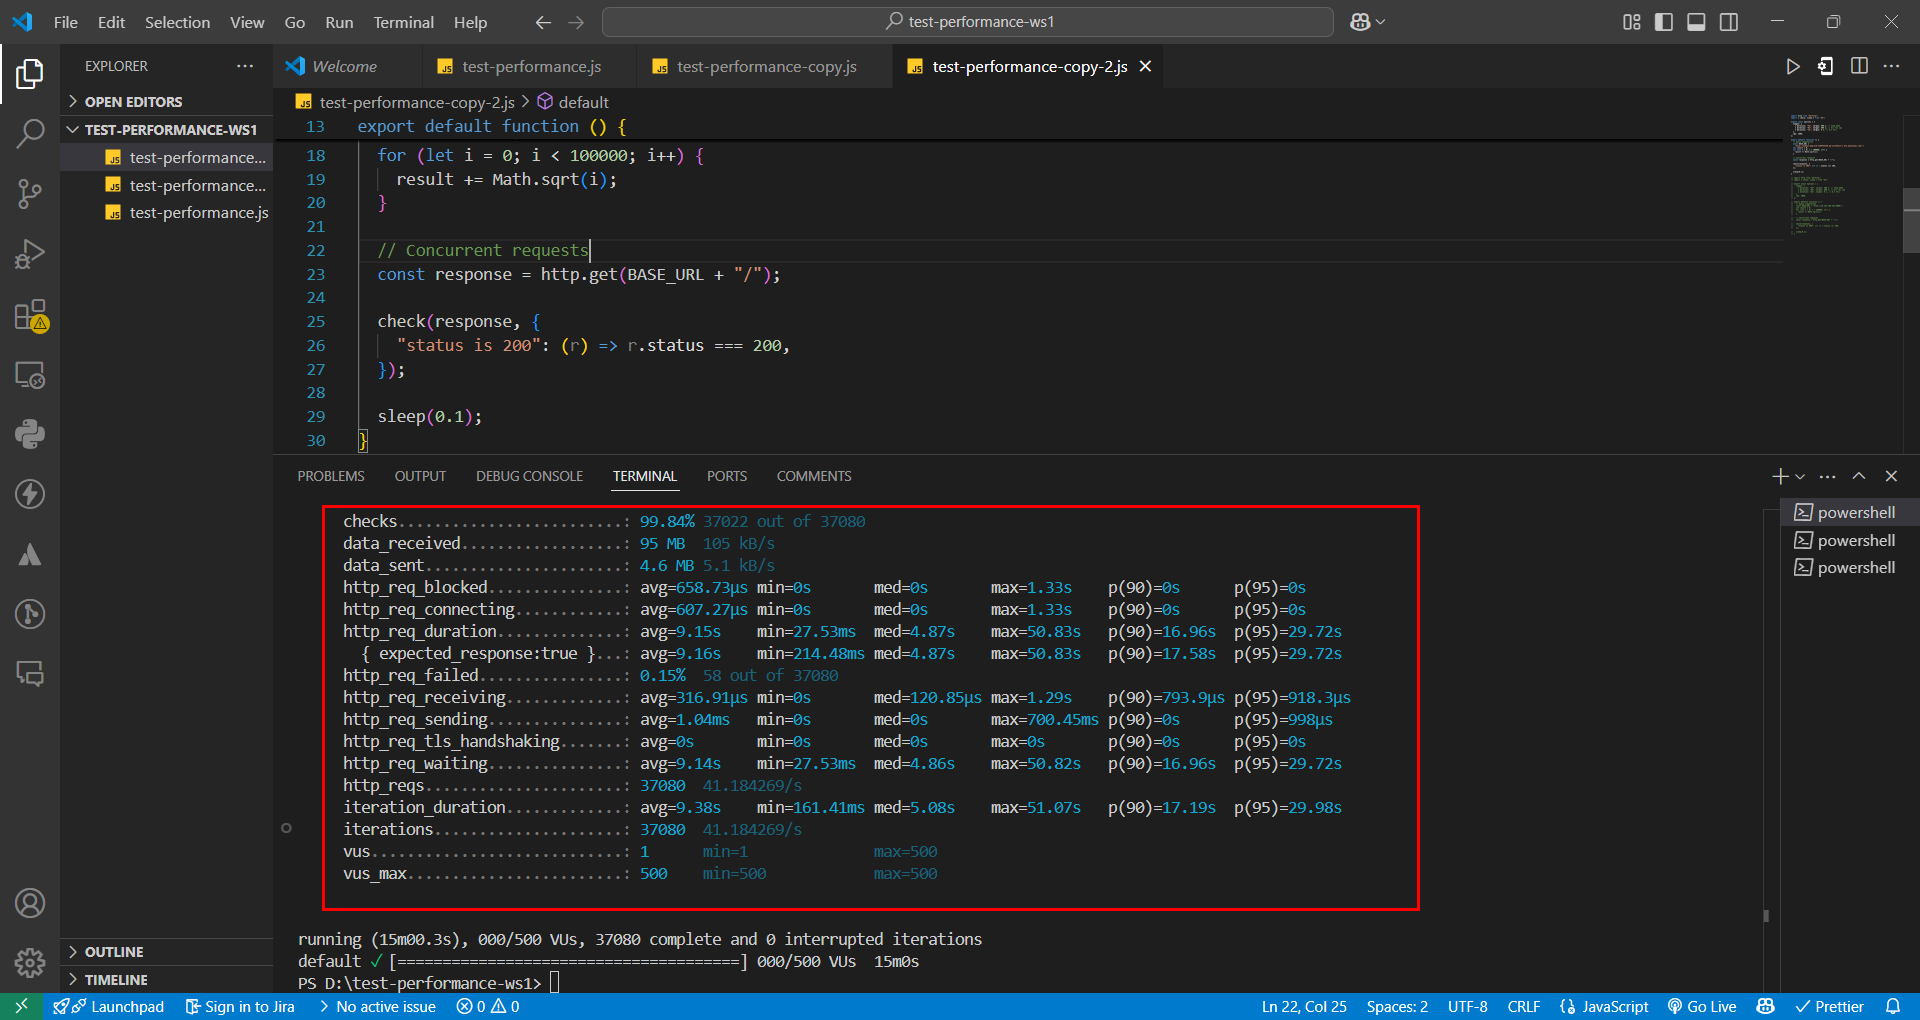 File Edit Selection View Go Run Terminal Help
test-performance-ws1
EXPLORER
OPEN EDITORS
TEST-PERFORMANCE-WS1
JS test-performance...
JS test-performance...
JS test-performance.js
OUTLINE
TIMELINE
Welcome
JS test-performance.js
JS test-performance-copy.js
JS test-performance-copy-2.js
JS test-performance-copy-2.js > default
13 export default function () {
18 for (let i = 0; i < 100000; i++) {
19 result += Math.sqrt(i);
20 }
21
22 // Concurrent requests
23 const response = http.get(BASE_URL + "/");
24
25 check(response, {
26 "status is 200": (r) => r.status === 200,
27 });
28
29 sleep(0.1);
30 }
PROBLEMS OUTPUT DEBUG CONSOLE TERMINAL PORTS COMMENTS
checks.........................: 99.84% 37022 out of 37080
data_received..................: 95 MB 105 kB/s
data_sent......................: 4.6 MB 5.1 kB/s
http_req_blocked...............: avg=658.73µs min=0s med=0s max=1.33s p(90)=0s p(95)=0s
http_req_connecting............: avg=607.27µs min=0s med=0s max=1.33s p(90)=0s p(95)=0s
http_req_duration..............: avg=9.15s min=27.53ms med=4.87s max=50.83s p(90)=16.96s p(95)=29.72s
{ expected_response:true }...: avg=9.16s min=214.48ms med=4.87s max=50.83s p(90)=17.58s p(95)=29.72s
http_req_failed................: 0.15% 58 out of 37080
http_req_receiving.............: avg=316.91µs min=0s med=120.85µs max=1.29s p(90)=793.9µs p(95)=918.3µs
http_req_sending...............: avg=1.04ms min=0s med=0s max=700.45ms p(90)=0s p(95)=998µs
http_req_tls_handshaking.......: avg=0s min=0s med=0s max=0s p(90)=0s p(95)=0s
http_req_waiting...............: avg=9.14s min=27.53ms med=4.86s max=50.82s p(90)=16.96s p(95)=29.72s
http_reqs......................: 37080 41.184269/s
iteration_duration.............: avg=9.38s min=161.41ms med=5.08s max=51.07s p(90)=17.19s p(95)=29.98s
iterations.....................: 37080 41.184269/s
vus............................: 1 min=1 max=500
vus_max........................: 500 min=500 max=500
running (15m00.3s), 000/500 VUs, 37080 complete and 0 interrupted iterations
default ✓ [======================================] 000/500 VUs 15m0s
PS D:\test-performance-ws1>
powershell
powershell
powershell
Launchpad Sign in to Jira > No active issue 0 0 Ln 22, Col 25 Spaces: 2 UTF-8 CRLF {} JavaScript Go Live Prettier